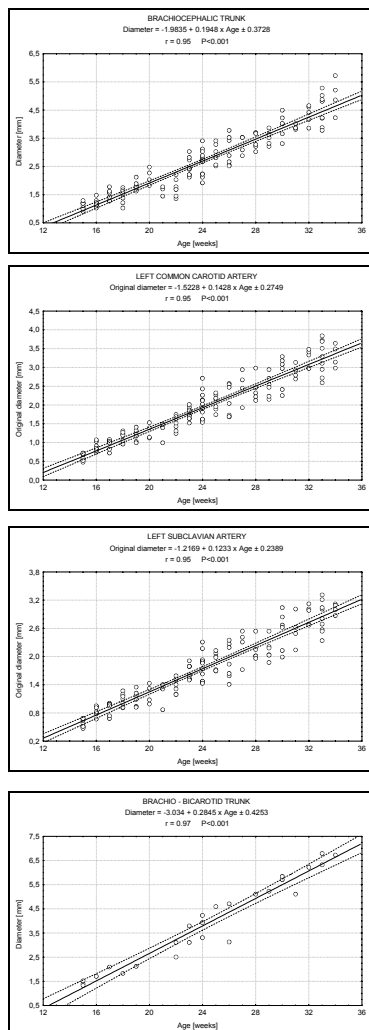 BRACHIOCEPHALIC TRUNK
Diameter = -1.9835 + 0.1948 x Age ± 0.3728
r = 0.95 P<0.001
Diameter [mm]
6,5
5,5
4,5
3,5
2,5
1,5
0,5
12 16 20 24 28 32 36
Age [weeks]
LEFT COMMON CAROTID ARTERY
Original diameter = -1.5228 + 0.1428 x Age ± 0.2749
r = 0.95 P<0.001
Original diameter [mm]
4,5
4,0
3,5
3,0
2,5
2,0
1,5
1,0
0,5
0,0
12 16 20 24 28 32 36
Age [weeks]
LEFT SUBCLAVIAN ARTERY
Original diameter = -1.2169 + 0.1233 x Age ± 0.2389
r = 0.95 P<0.001
Original diameter [mm]
3,8
3,2
2,6
2,0
1,4
0,8
0,2
12 16 20 24 28 32 36
Age [weeks]
BRACHIO - BICAROTID TRUNK
Diameter = -3.034 + 0.2845 x Age ± 0.4253
r = 0.97 P<0.001
Diameter [mm]
7,5
6,5
5,5
4,5
3,5
2,5
1,5
0,5
12 16 20 24 28 32 36
Age [weeks]